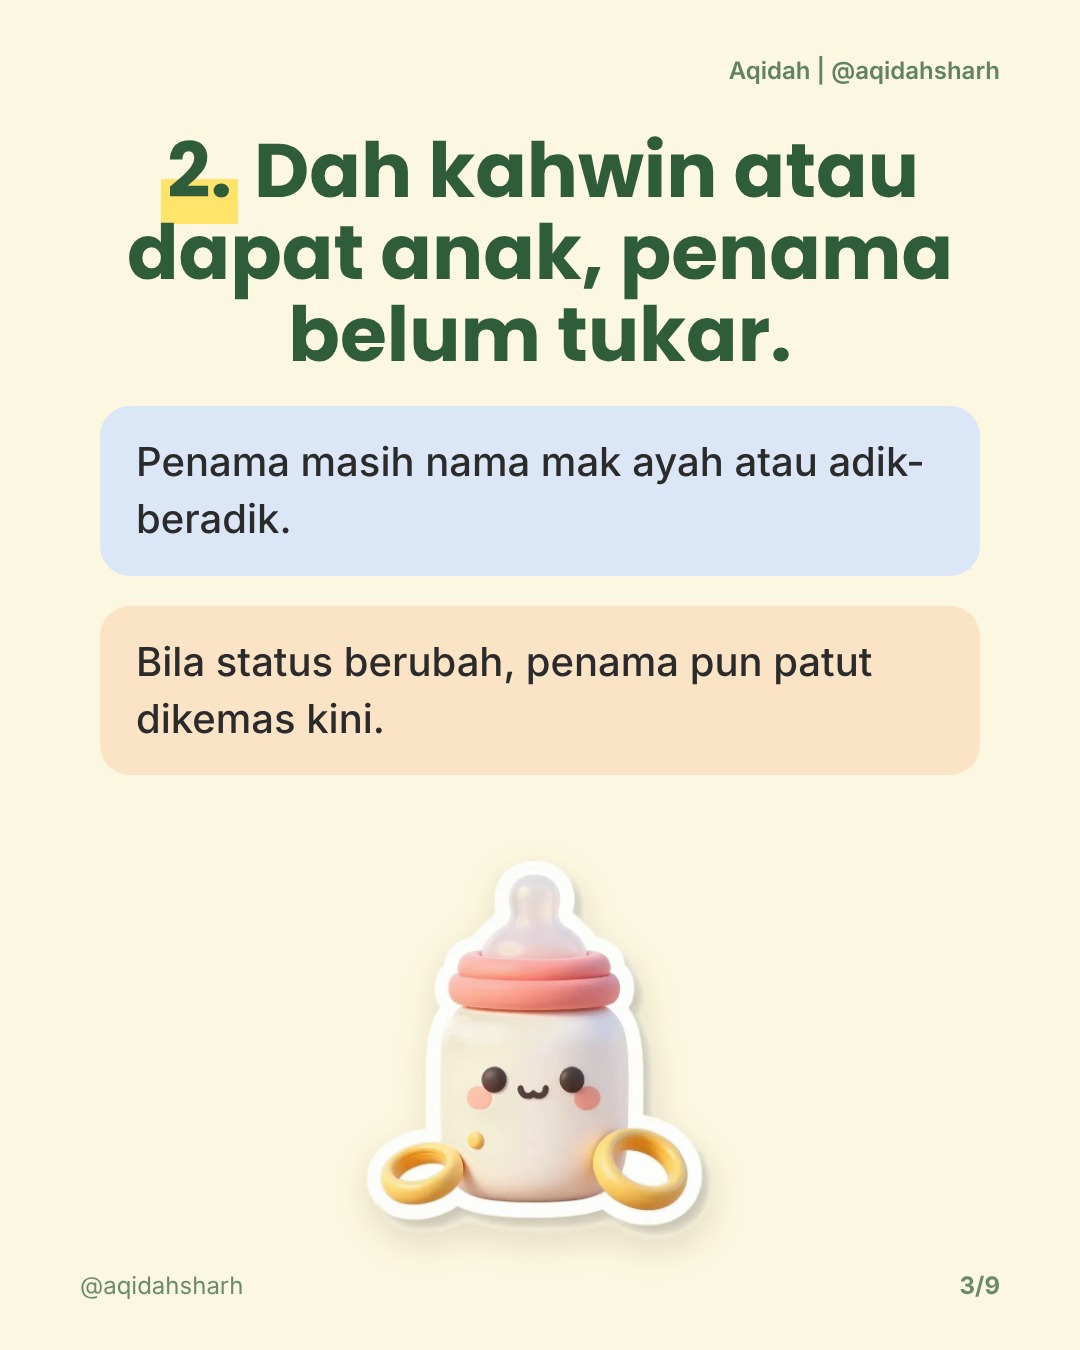 Aqidah | @aqidahsharh
2. Dah kahwin atau
dapat anak, penama
belum tukar.
Penama masih nama mak ayah atau adik-
beradik.
Bila status berubah, penama pun patut
dikemas kini.
@aqidahsharh
3/9